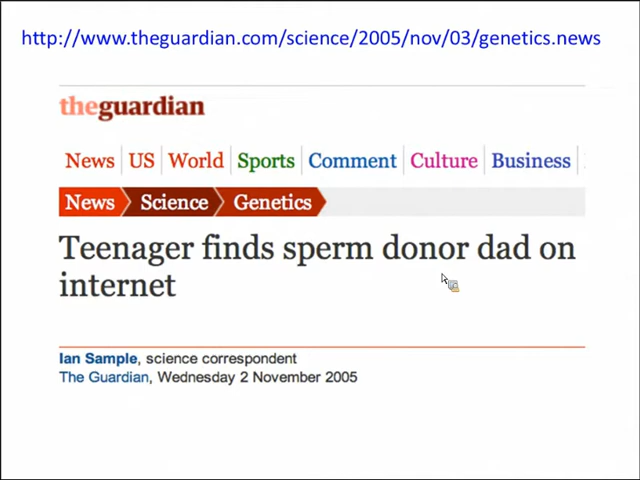 http://www.theguardian.com/science/2005/nov/03/genetics.news
theguardian
News US World Sports Comment Culture Business
News Science Genetics
Teenager finds sperm donor dad on
internet
Ian Sample, science correspondent
The Guardian, Wednesday 2 November 2005